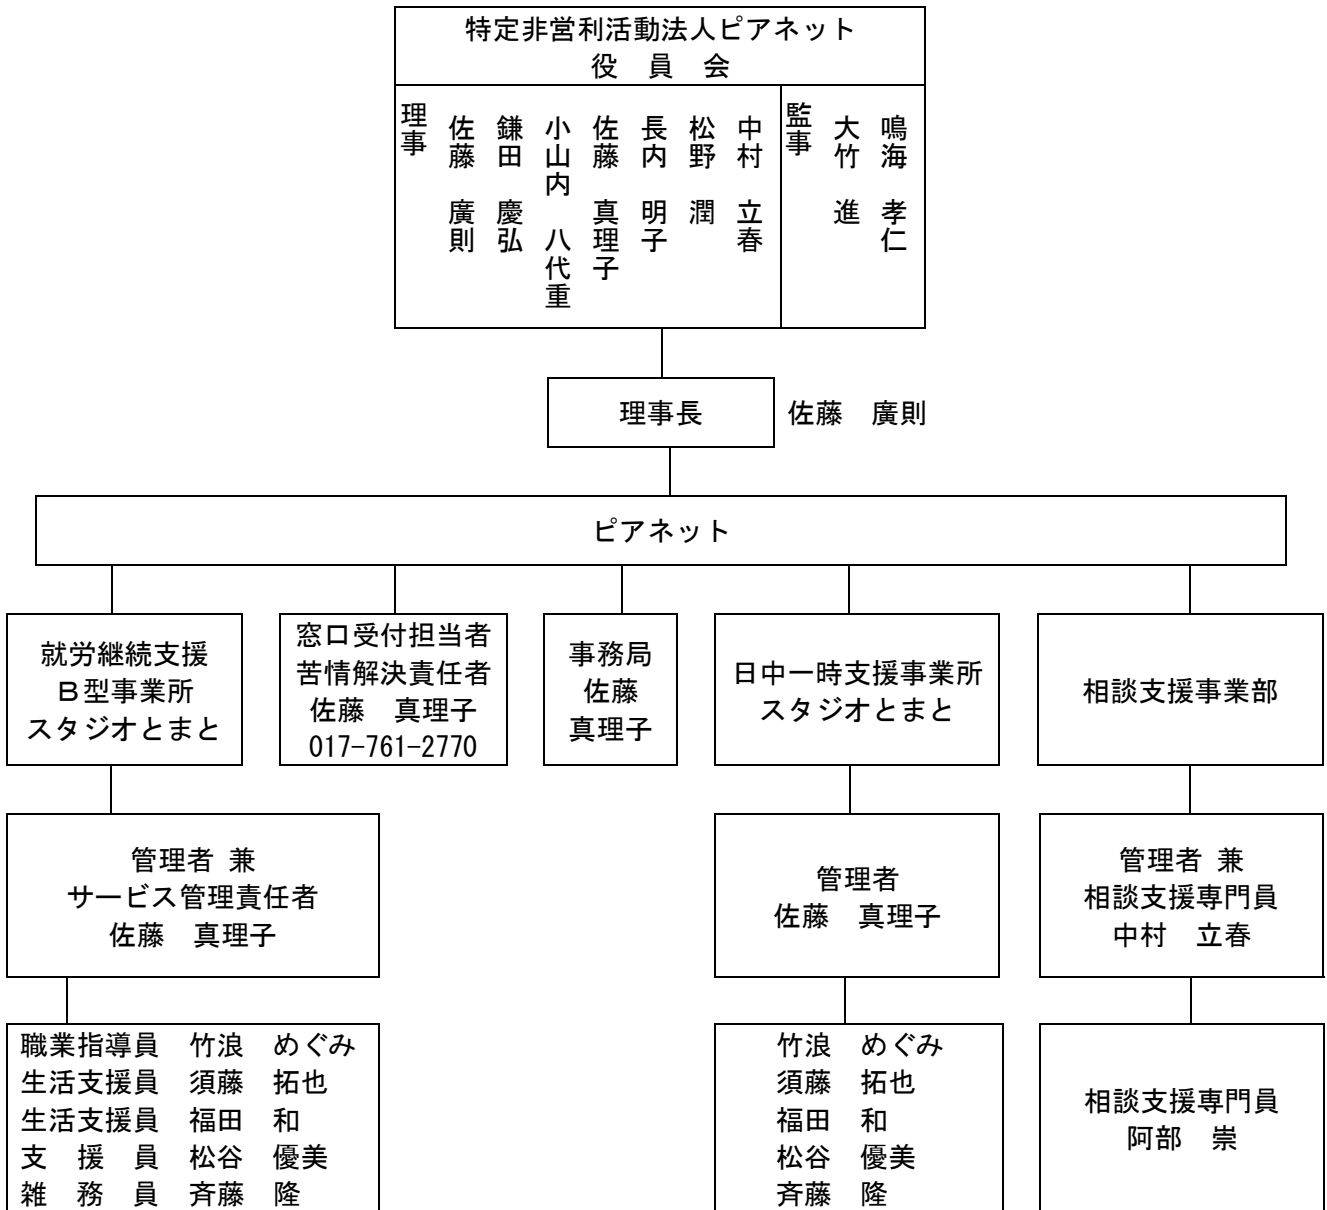 特定非営利活動法人ピアネット
役　員　会
理事
佐藤　廣則
鎌田　慶弘
小山内　八代重
佐藤　真理子
長内　明子
松野　潤
中村　立春
監事
大竹　進
鳴海　孝仁
理事長
佐藤　廣則
ピアネット
就労継続支援
Ｂ型事業所
スタジオとまと
窓口受付担当者
苦情解決責任者
佐藤　真理子
017-761-2770
事務局
佐藤
真理子
日中一時支援事業所
スタジオとまと
相談支援事業部
管理者 兼
サービス管理責任者
佐藤　真理子
管理者
佐藤　真理子
管理者 兼
相談支援専門員
中村　立春
職業指導員　竹浪　めぐみ
生活支援員　須藤　拓也
生活支援員　福田　和
支　援　員　松谷　優美
雑　務　員　斉藤　隆
竹浪　めぐみ
須藤　拓也
福田　和
松谷　優美
斉藤　隆
相談支援専門員
阿部　崇